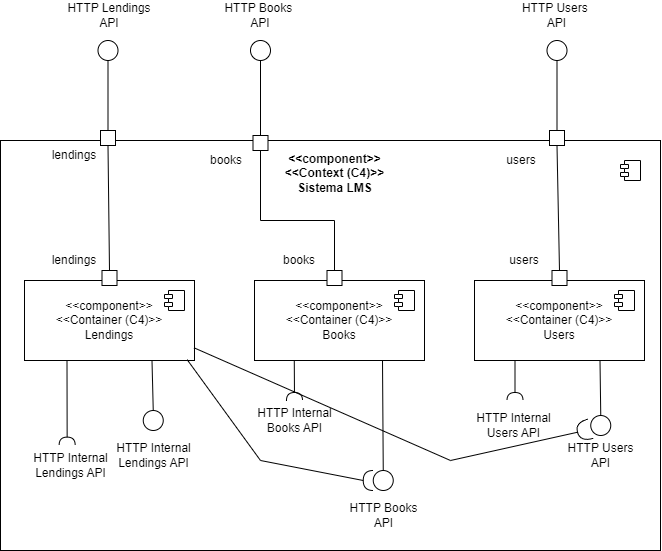 HTTP Lendings
API
HTTP Books
API
HTTP Users
API
lendings
books
<<component>>
<<Context (C4)>>
Sistema LMS
users
lendings
books
users
<<component>>
<<Container (C4)>>
Lendings
<<component>>
<<Container (C4)>>
Books
<<component>>
<<Container (C4)>>
Users
HTTP Internal
Lendings API
HTTP Internal
Lendings API
HTTP Internal
Books API
HTTP Internal
Users API
HTTP Users
API
HTTP Books
API